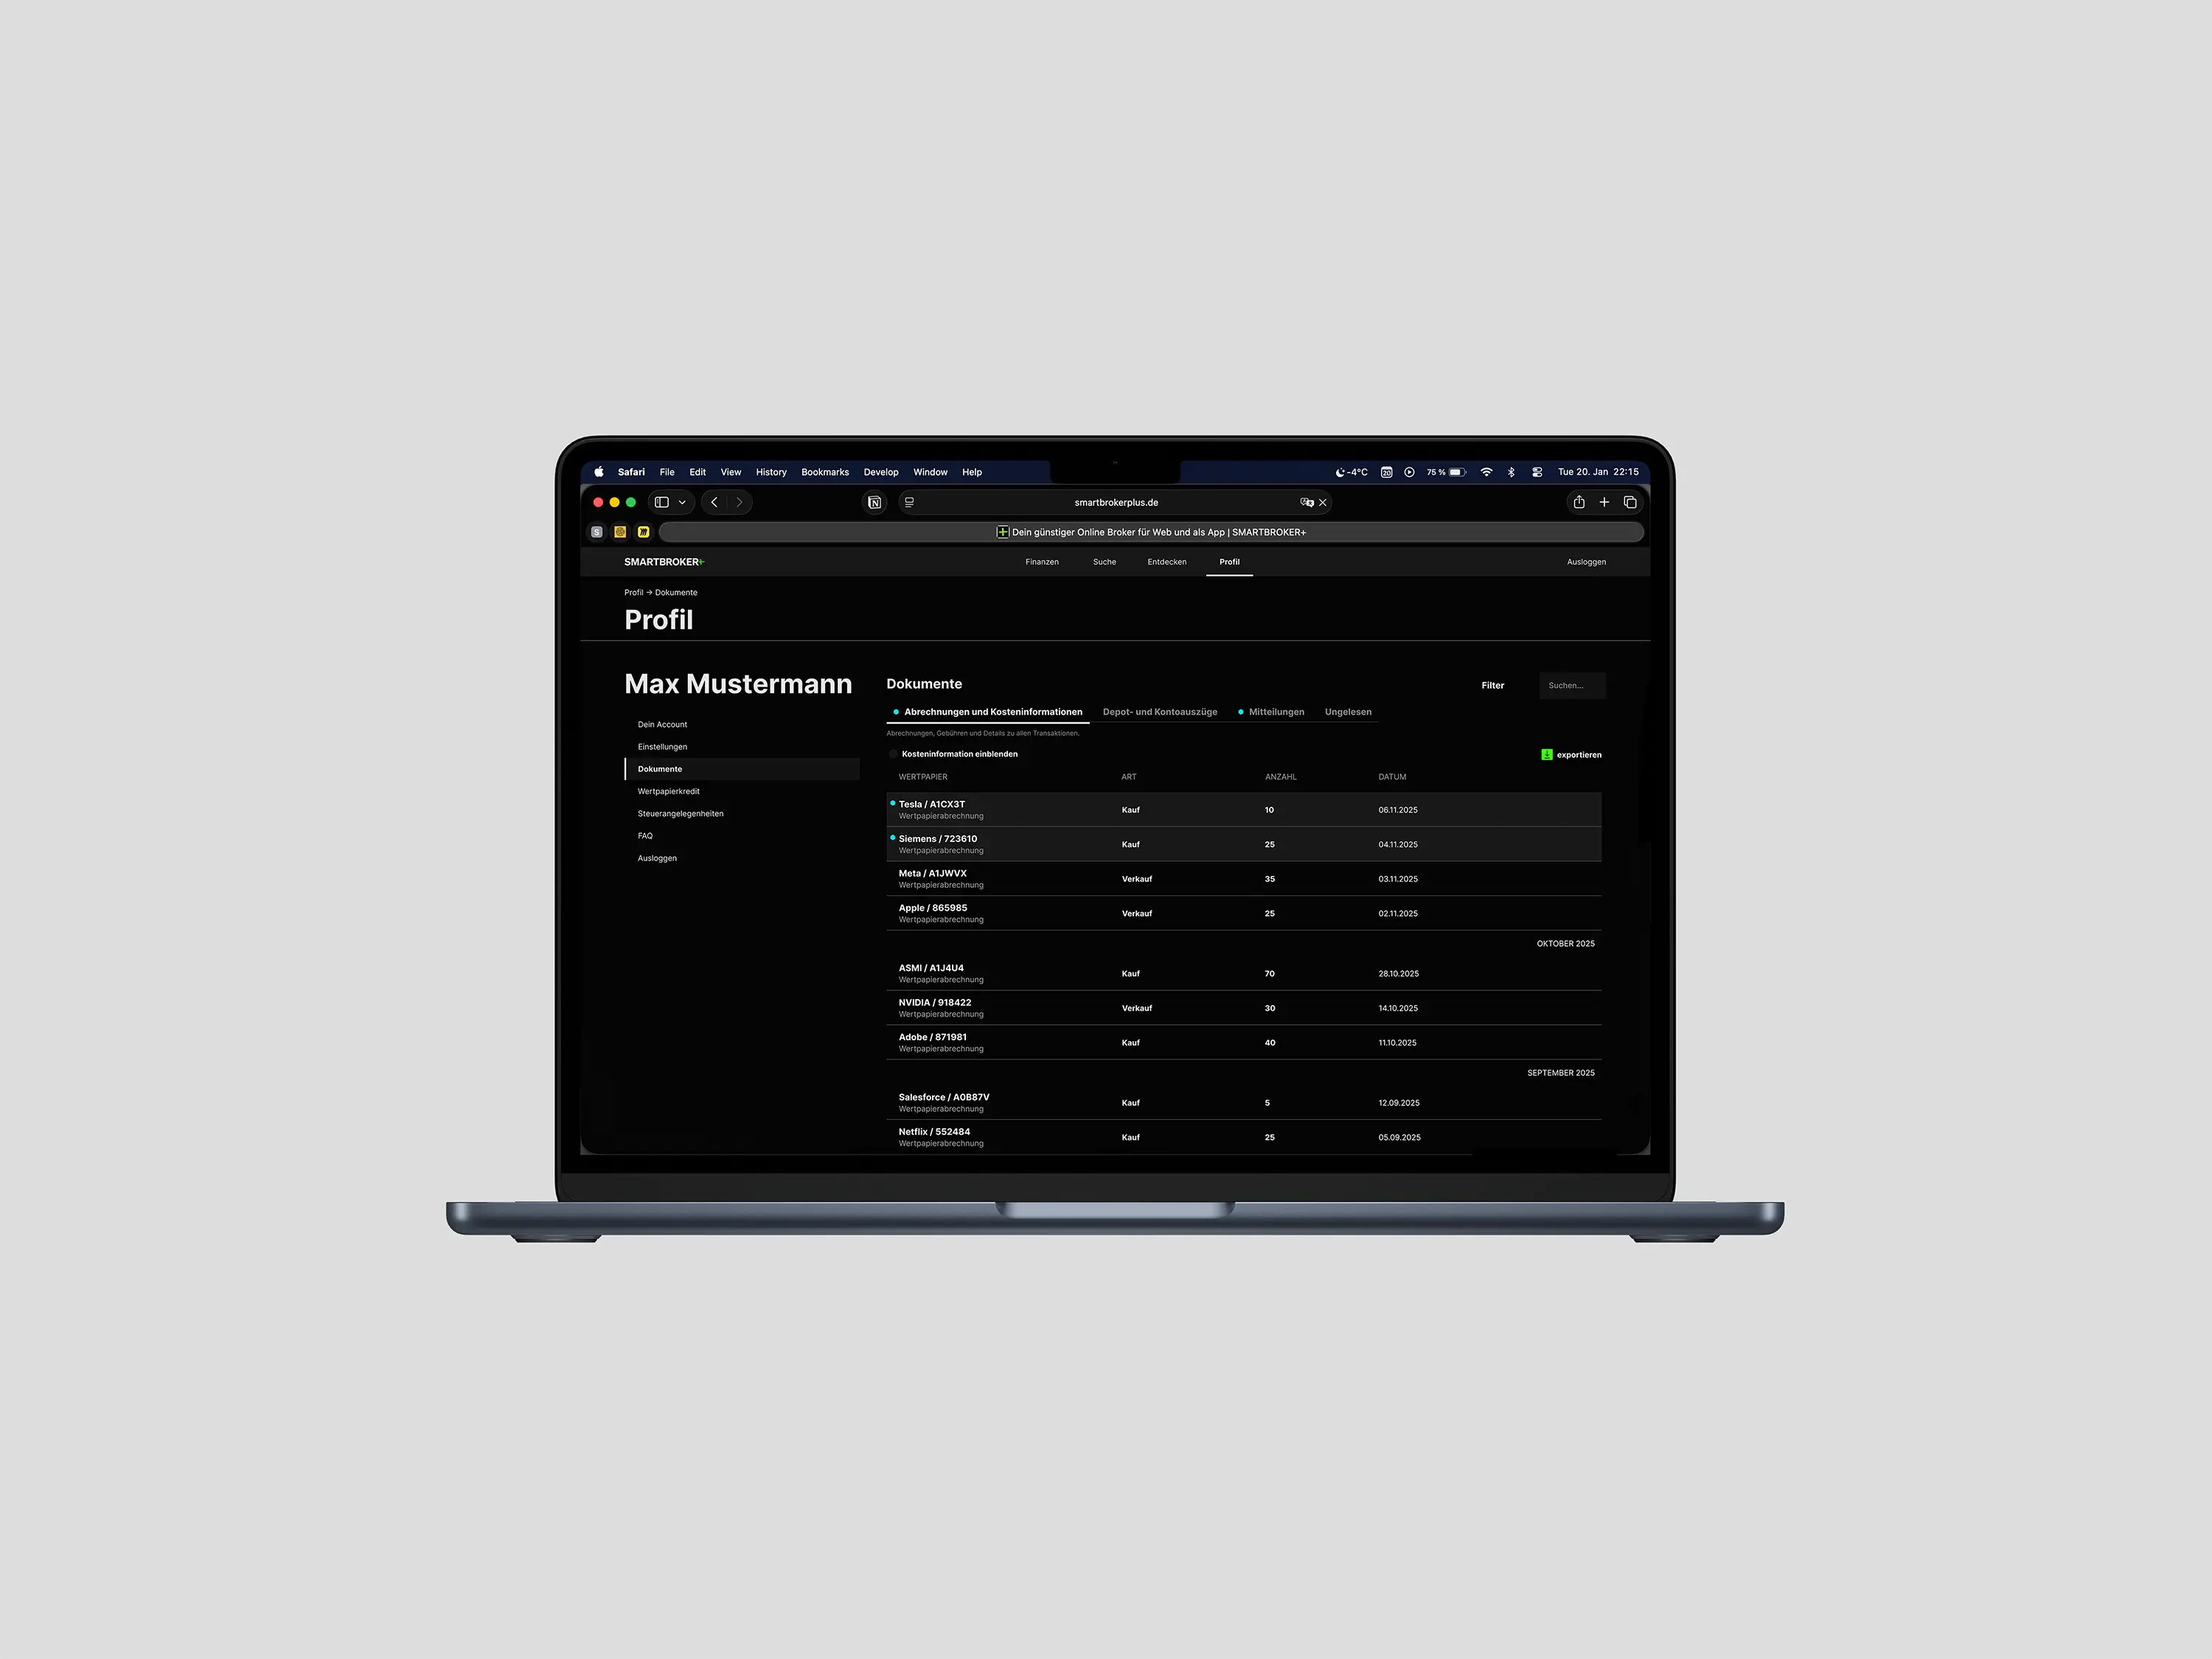 Safari File Edit View History Bookmarks Develop Window Help -4°C 20 75 % Tue 20. Jan 22:15
N smartbrokerplus.de
S Dein günstiger Online Broker für Web und als App | SMARTBROKER+
SMARTBROKER+ Finanzen Suche Entdecken Profil Ausloggen
Profil → Dokumente
Profil
Max Mustermann
Dein Account
Einstellungen
Dokumente
Wertpapierkredit
Steuerangelegenheiten
FAQ
Ausloggen
Dokumente Filter Suchen...
Abrechnungen und Kosteninformationen Depot- und Kontoauszüge Mitteilungen Ungelesen
Abrechnungen, Gebühren und Details zu allen Transaktionen.
Kosteninformation einblenden exportieren
WERTPAPIER ART ANZAHL DATUM
Tesla / A1CX3T
Wertpapierabrechnung Kauf 10 06.11.2025
Siemens / 723610
Wertpapierabrechnung Kauf 25 04.11.2025
Meta / A1JWVX
Wertpapierabrechnung Verkauf 35 03.11.2025
Apple / 865985
Wertpapierabrechnung Verkauf 25 02.11.2025
OKTOBER 2025
ASMI / A1J4U4
Wertpapierabrechnung Kauf 70 28.10.2025
NVIDIA / 918422
Wertpapierabrechnung Verkauf 30 14.10.2025
Adobe / 871981
Wertpapierabrechnung Kauf 40 11.10.2025
SEPTEMBER 2025
Salesforce / A0B87V
Wertpapierabrechnung Kauf 5 12.09.2025
Netflix / 552484
Wertpapierabrechnung Kauf 25 05.09.2025